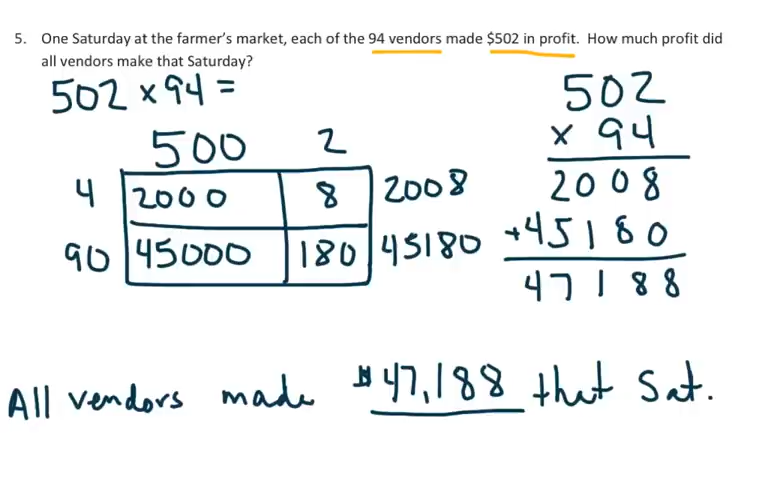 5. One Saturday at the farmer's market, each of the 94 vendors made $502 in profit. How much profit did
all vendors make that Saturday?
502 × 94 =
500 2
4 2000 8 2008
90 45000 180 45180
502
× 94
2008
+45180
47188
All vendors made $47,188 that Sat.